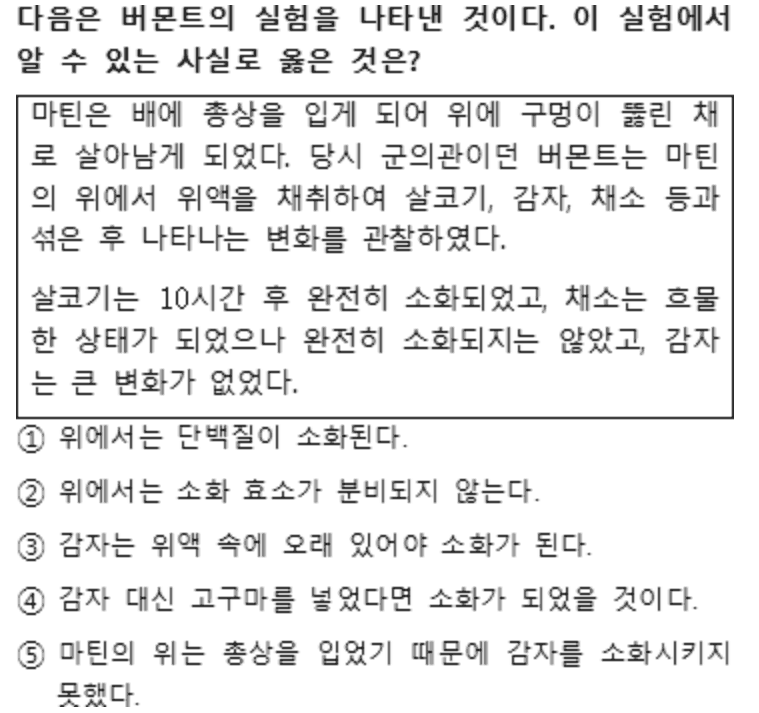 다음은 버몬트의 실험을 나타낸 것이다. 이 실험에서
알 수 있는 사실로 옳은 것은?
마틴은 배에 총상을 입게 되어 위에 구멍이 뚫린 채
로 살아남게 되었다. 당시 군의관이던 버몬트는 마틴
의 위에서 위액을 채취하여 살코기, 감자, 채소 등과
섞은 후 나타나는 변화를 관찰하였다.
살코기는 10시간 후 완전히 소화되었고, 채소는 흐물
한 상태가 되었으나 완전히 소화되지는 않았고, 감자
는 큰 변화가 없었다.
① 위에서는 단백질이 소화된다.
② 위에서는 소화 효소가 분비되지 않는다.
③ 감자는 위액 속에 오래 있어야 소화가 된다.
④ 감자 대신 고구마를 넣었다면 소화가 되었을 것이다.
⑤ 마틴의 위는 총상을 입었기 때문에 감자를 소화시키지
못했다.